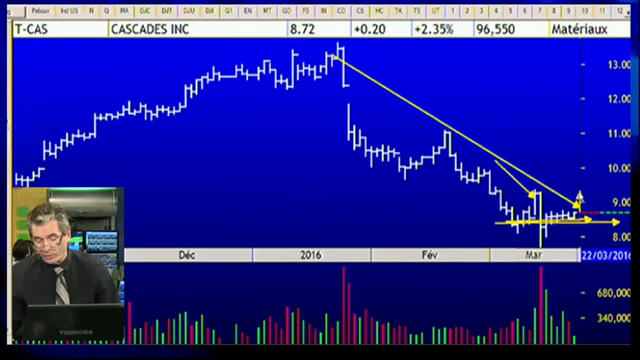 T-CAS CASCADES INC 8.72 +0.20 +2.35% 96,550 Matériaux
13.00
12.00
11.00
10.00
9.00
8.00
Déc 2016 Fév Mar 22/03/2016
680,000
340,000
TOSHIBA